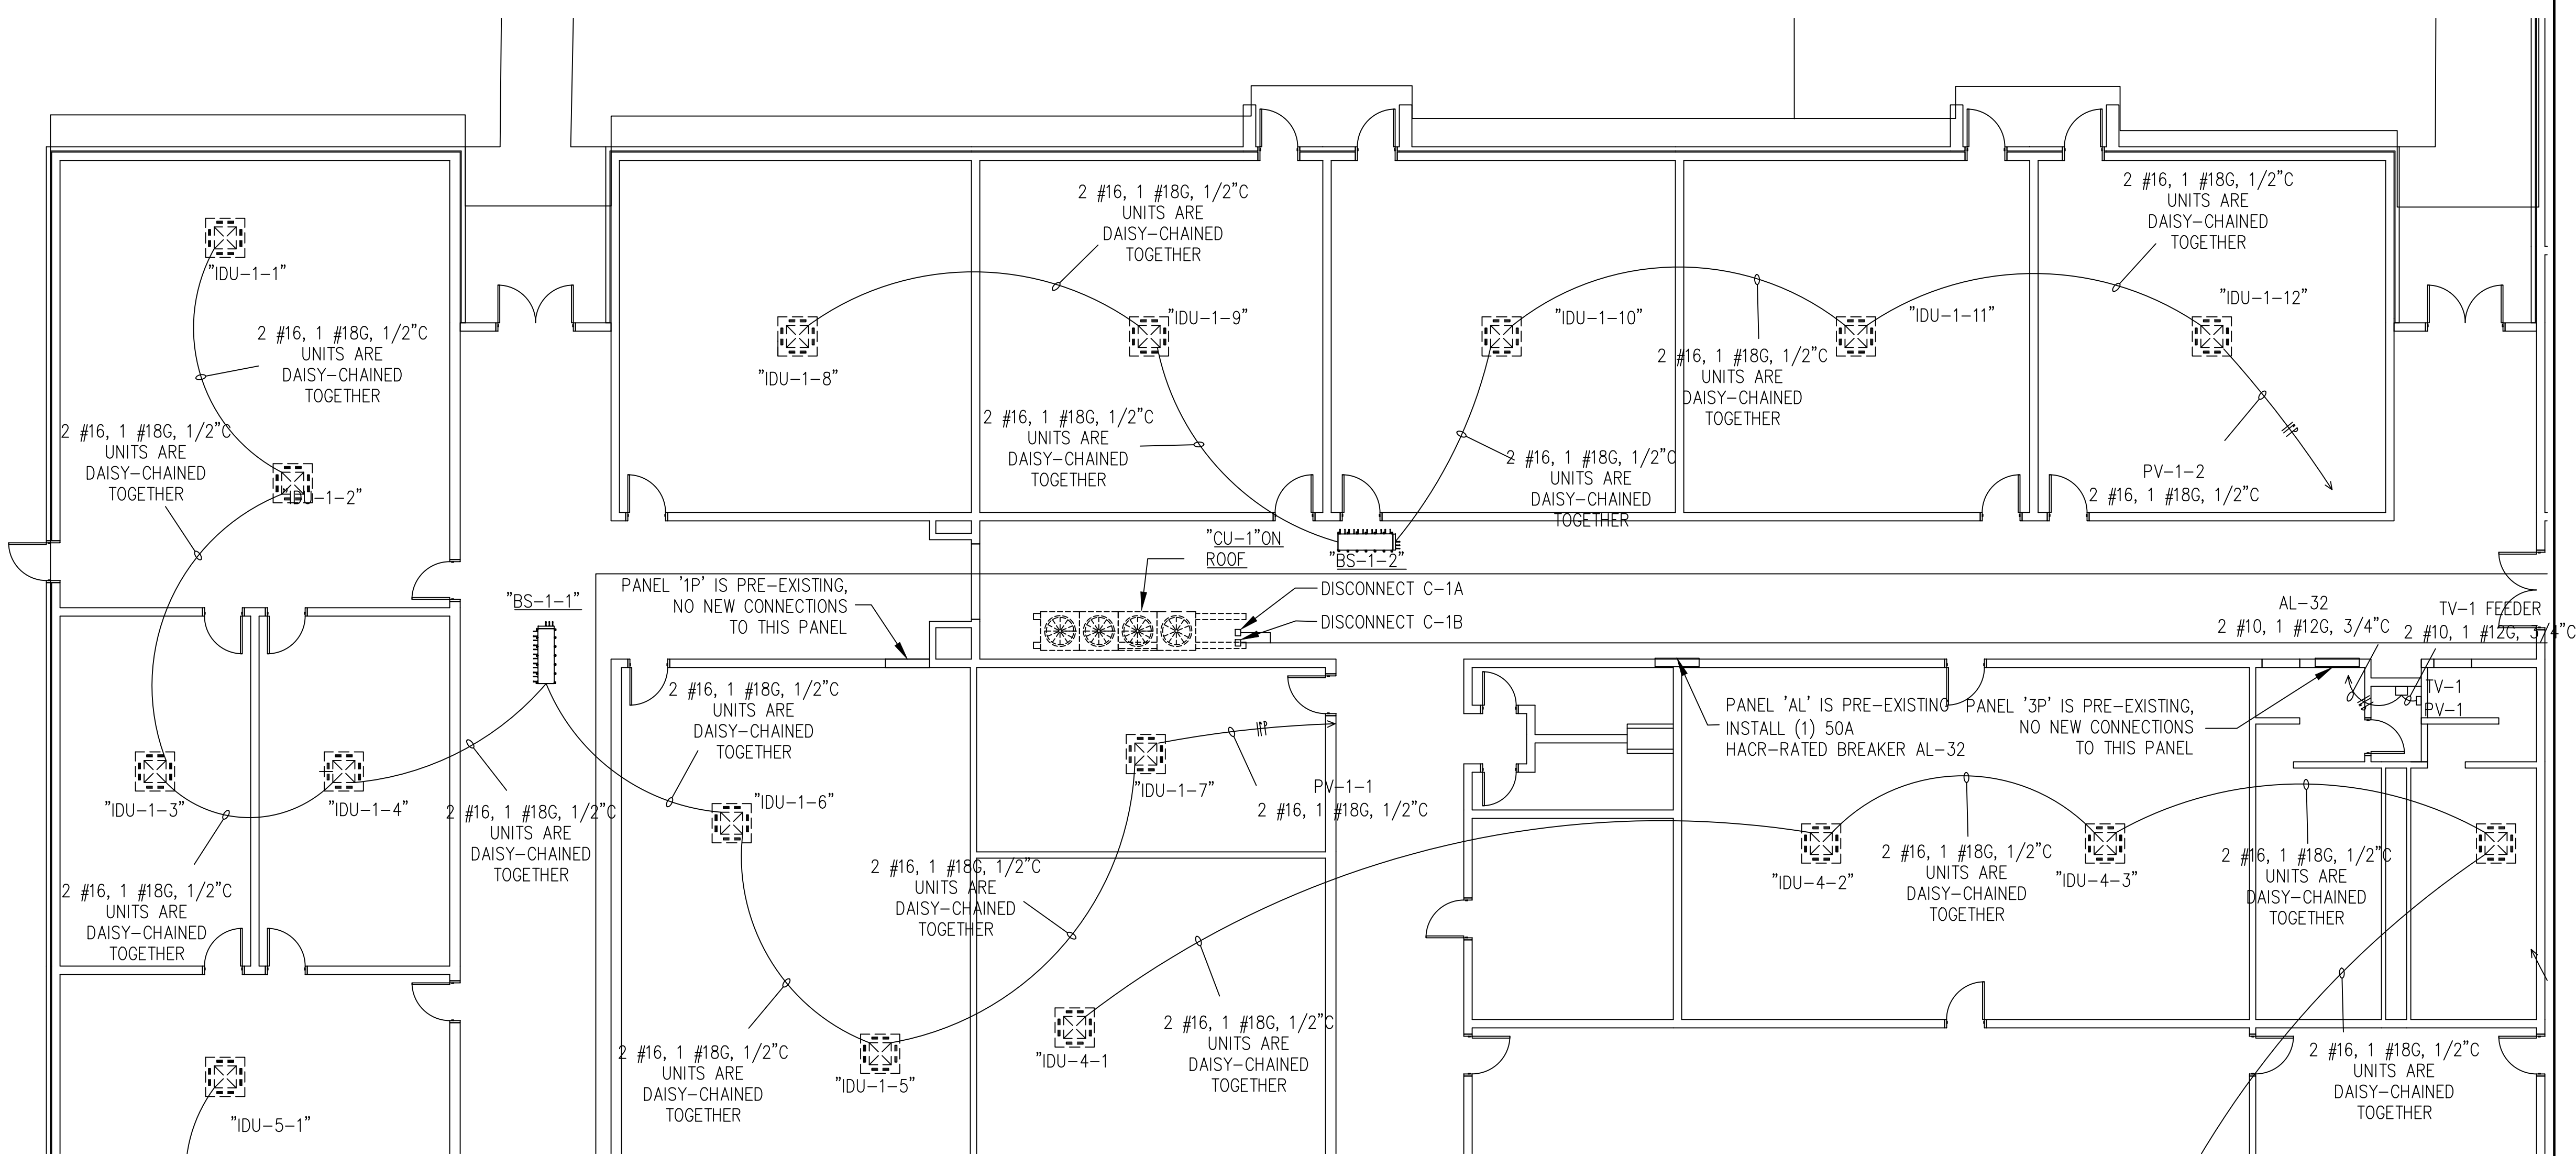 2 #16, 1 #18G, 1/2"C
UNITS ARE
DAISY-CHAINED
TOGETHER
2 #16, 1 #18G, 1/2"C
UNITS ARE
DAISY-CHAINED
TOGETHER
"IDU-1-1"
"IDU-1-9"
"IDU-1-10"
"IDU-1-11"
"IDU-1-12"
2 #16, 1 #18G, 1/2"C
UNITS ARE
DAISY-CHAINED
TOGETHER
"IDU-1-8"
2 #16, 1 #18G, 1/2"C
UNITS ARE
DAISY-CHAINED
TOGETHER
2 #16, 1 #18G, 1/2"C
UNITS ARE
DAISY-CHAINED
TOGETHER
"IDU-1-2"
2 #16, 1 #18G, 1/2"C
UNITS ARE
DAISY-CHAINED
TOGETHER
2 #16, 1 #18G, 1/2"C
UNITS ARE
DAISY-CHAINED
TOGETHER
PV-1-2
2 #16, 1 #18G, 1/2"C
"CU-1"ON
ROOF
"BS-1-2"
"BS-1-1"
PANEL '1P' IS PRE-EXISTING,
NO NEW CONNECTIONS
TO THIS PANEL
DISCONNECT C-1A
DISCONNECT C-1B
AL-32
2 #10, 1 #12G, 3/4"C
TV-1 FEEDER
2 #10, 1 #12G, 3/4"C
2 #16, 1 #18G, 1/2"C
UNITS ARE
DAISY-CHAINED
TOGETHER
PANEL 'AL' IS PRE-EXISTING
INSTALL (1) 50A
HACR-RATED BREAKER AL-32
PANEL '3P' IS PRE-EXISTING,
NO NEW CONNECTIONS
TO THIS PANEL
TV-1
PV-1
"IDU-1-3"
"IDU-1-4"
"IDU-1-6"
"IDU-1-7"
PV-1-1
2 #16, 1 #18G, 1/2"C
2 #16, 1 #18G, 1/2"C
UNITS ARE
DAISY-CHAINED
TOGETHER
2 #16, 1 #18G, 1/2"C
UNITS ARE
DAISY-CHAINED
TOGETHER
2 #16, 1 #18G, 1/2"C
UNITS ARE
DAISY-CHAINED
TOGETHER
"IDU-4-2"
2 #16, 1 #18G, 1/2"C
UNITS ARE
DAISY-CHAINED
TOGETHER
"IDU-4-3"
2 #16, 1 #18G, 1/2"C
UNITS ARE
DAISY-CHAINED
TOGETHER
2 #16, 1 #18G, 1/2"C
UNITS ARE
DAISY-CHAINED
TOGETHER
"IDU-1-5"
"IDU-4-1
2 #16, 1 #18G, 1/2"C
UNITS ARE
DAISY-CHAINED
TOGETHER
2 #16, 1 #18G, 1/2"C
UNITS ARE
DAISY-CHAINED
TOGETHER
"IDU-5-1"